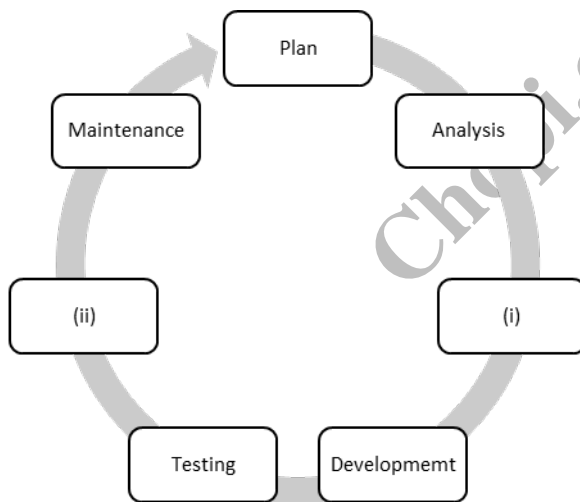 Plan
Maintenance
Analysis
(ii)
(i)
Testing
Developmemt